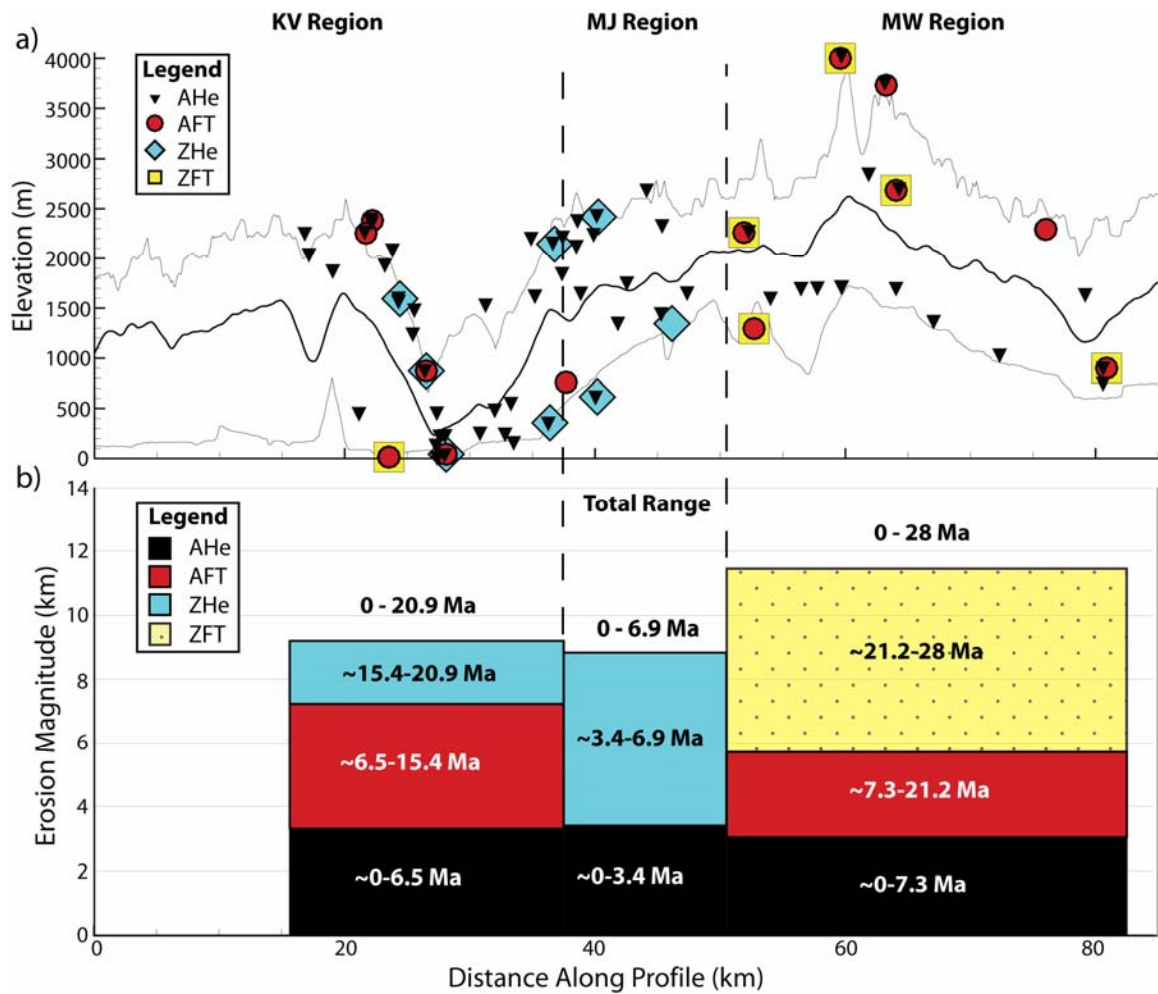 KV Region MJ Region MW Region
a)
Legend
AHe
AFT
ZHe
ZFT
Elevation (m)
4000
3500
3000
2500
2000
1500
1000
500
0
b)
Legend
AHe
AFT
ZHe
ZFT
Total Range
0 - 20.9 Ma
0 - 6.9 Ma
0 - 28 Ma
~15.4-20.9 Ma
~6.5-15.4 Ma
~0-6.5 Ma
~3.4-6.9 Ma
~0-3.4 Ma
~21.2-28 Ma
~7.3-21.2 Ma
~0-7.3 Ma
Erosion Magnitude (km)
14
12
10
8
6
4
2
0
0 20 40 60 80
Distance Along Profile (km)